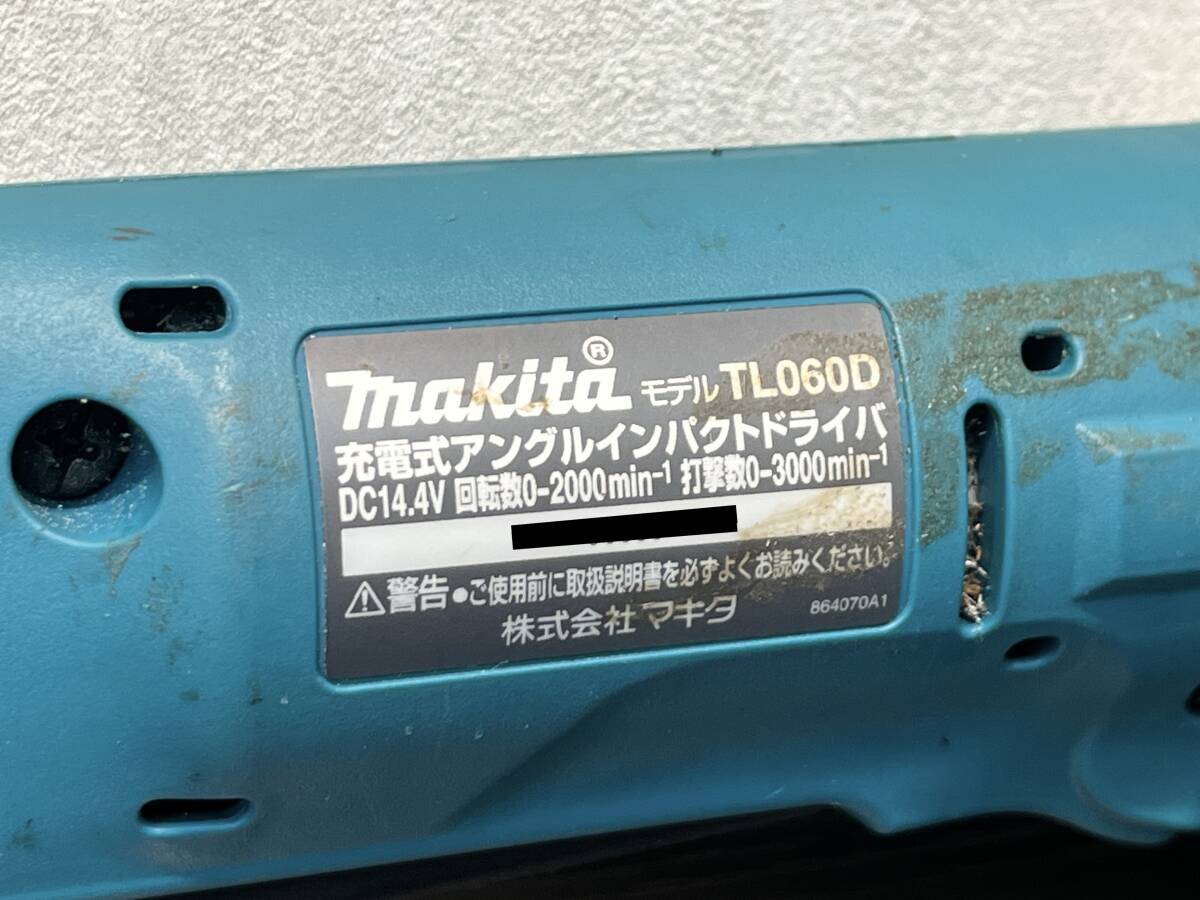 makita® モデル TL060D
充電式アングルインパクトドライバ
DC14.4V 回転数0-2000min⁻¹ 打撃数0-3000min⁻¹
⚠警告 ●ご使用前に取扱説明書を必ずよくお読みください。
株式会社マキタ 864070A1